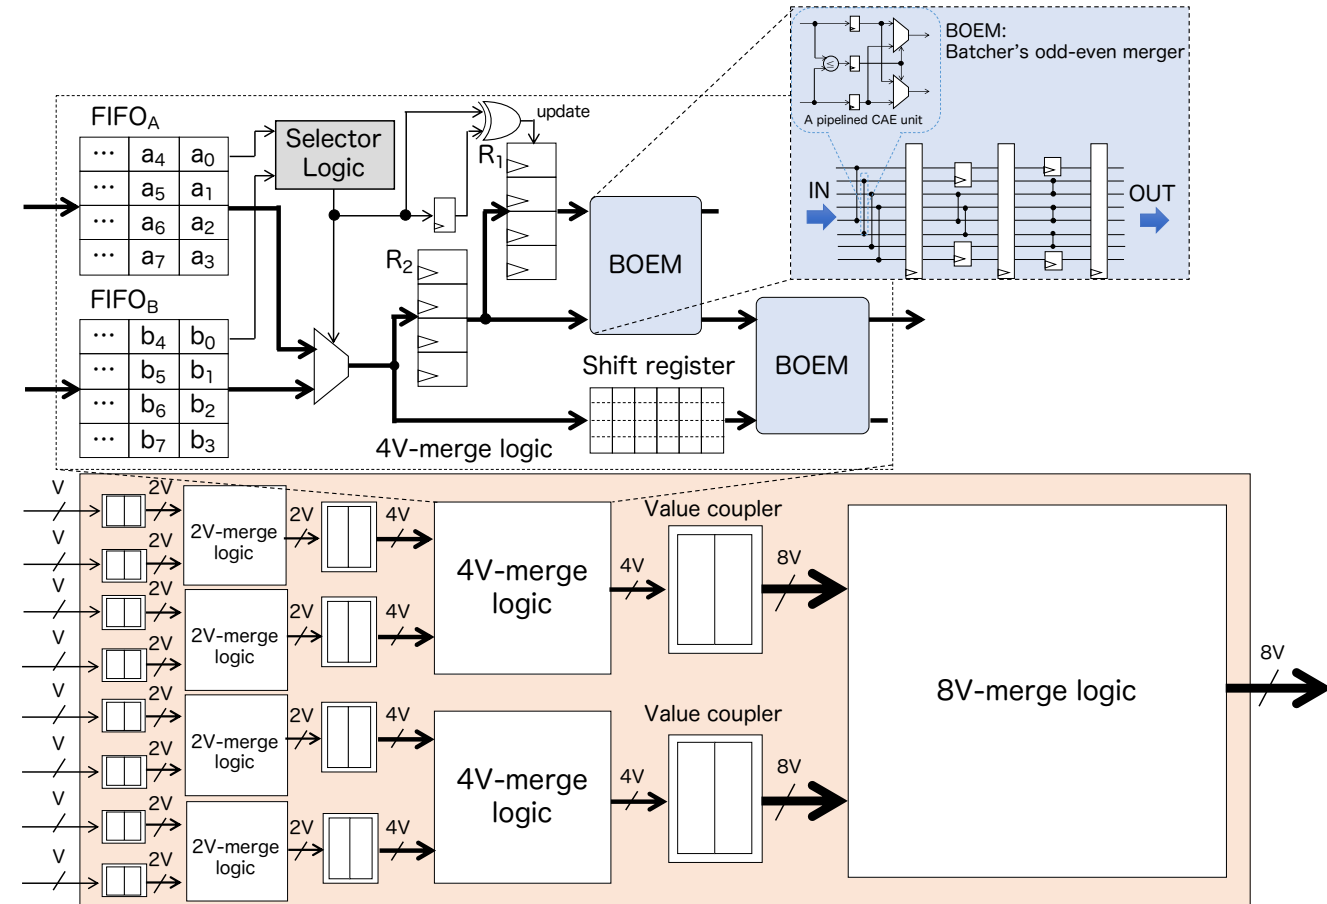 BOEM:
Batcher's odd-even merger
≤
A pipelined CAE unit
IN
OUT
FIFOA
... a4 a0
... a5 a1
... a6 a2
... a7 a3
Selector
Logic
update
R1
R2
BOEM
FIFOB
... b4 b0
... b5 b1
... b6 b2
... b7 b3
Shift register
BOEM
4V-merge logic
V 2V
V 2V
2V-merge
logic
2V 4V
V 2V
V 2V
2V-merge
logic
2V 4V
4V-merge
logic
4V
Value coupler
8V
V 2V
V 2V
2V-merge
logic
2V 4V
V 2V
V 2V
2V-merge
logic
2V 4V
4V-merge
logic
4V
Value coupler
8V
8V-merge logic
8V